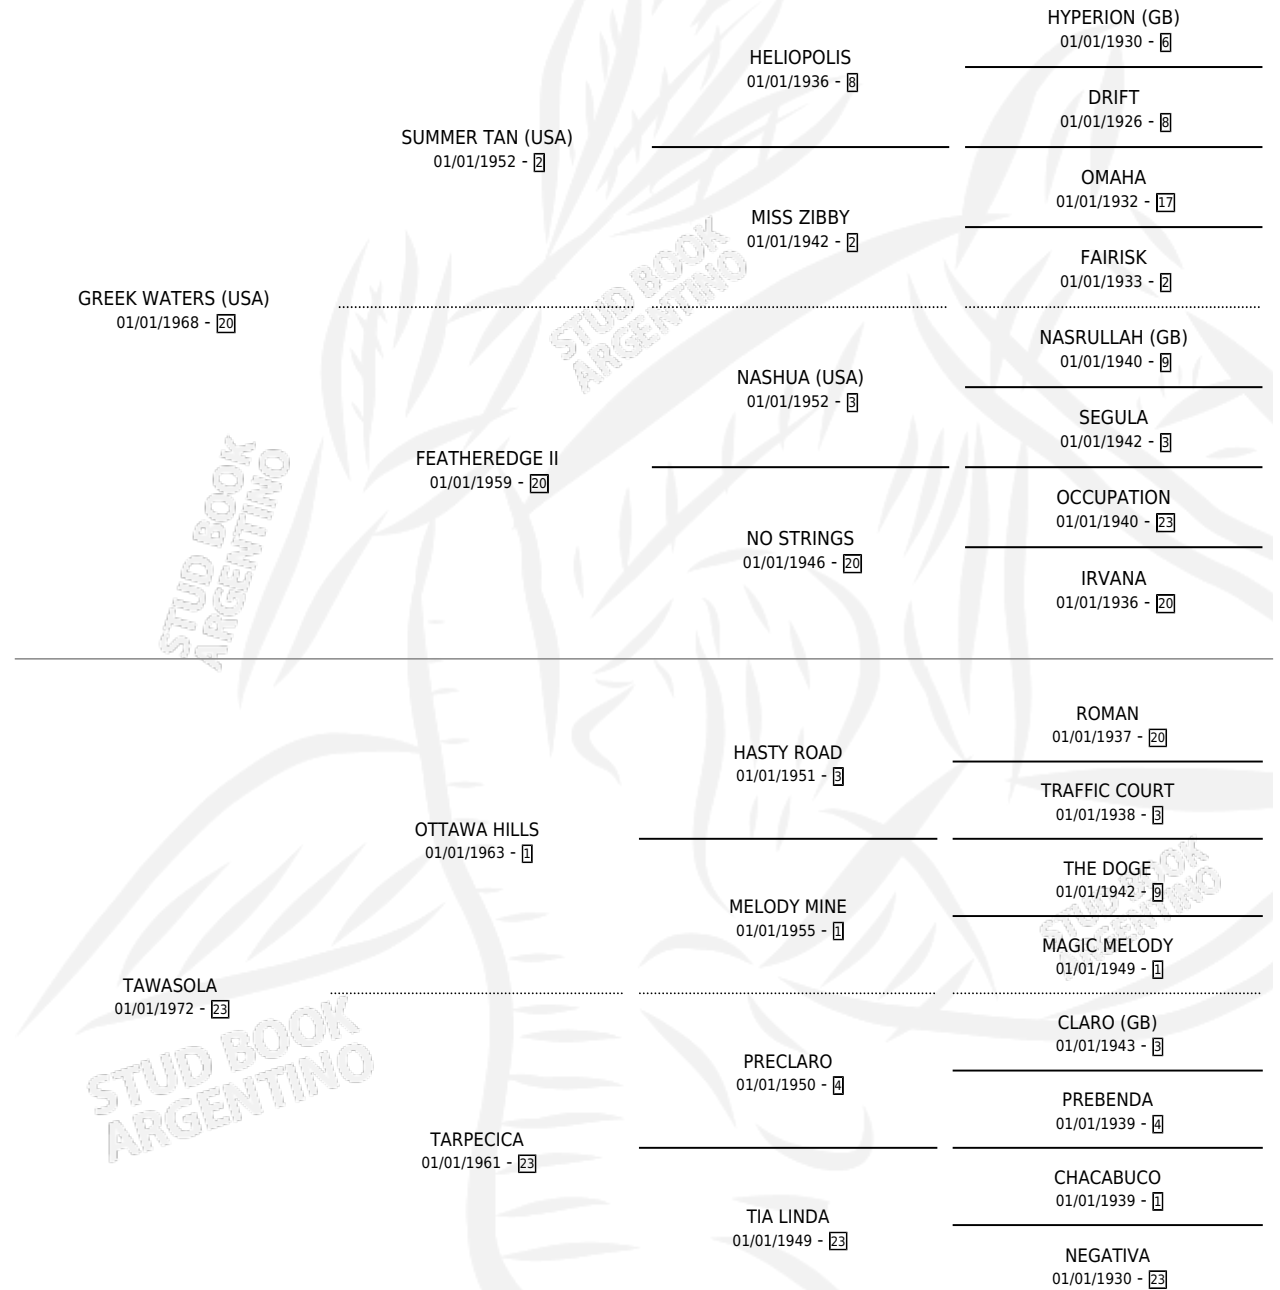 HYPERION (GB)
01/01/1930 - 6
HELIOPOLIS
01/01/1936 - 8
DRIFT
01/01/1926 - 8
SUMMER TAN (USA)
01/01/1952 - 2
OMAHA
01/01/1932 - 17
MISS ZIBBY
01/01/1942 - 2
FAIRISK
01/01/1933 - 2
GREEK WATERS (USA)
01/01/1968 - 20
NASRULLAH (GB)
01/01/1940 - 9
NASHUA (USA)
01/01/1952 - 3
SEGULA
01/01/1942 - 3
FEATHEREDGE II
01/01/1959 - 20
OCCUPATION
01/01/1940 - 23
NO STRINGS
01/01/1946 - 20
IRVANA
01/01/1936 - 20
ROMAN
01/01/1937 - 20
HASTY ROAD
01/01/1951 - 3
TRAFFIC COURT
01/01/1938 - 3
OTTAWA HILLS
01/01/1963 - 1
THE DOGE
01/01/1942 - 9
MELODY MINE
01/01/1955 - 1
MAGIC MELODY
01/01/1949 - 1
TAWASOLA
01/01/1972 - 23
CLARO (GB)
01/01/1943 - 3
PRECLARO
01/01/1950 - 4
PREBENDA
01/01/1939 - 4
TARPECICA
01/01/1961 - 23
CHACABUCO
01/01/1939 - 1
TIA LINDA
01/01/1949 - 23
NEGATIVA
01/01/1930 - 23
STUD BOOK
ARGENTINO
STUD BOOK
ARGENTINO
STUD BOOK
ARGENTINO
STUD BOOK
ARGENTINO